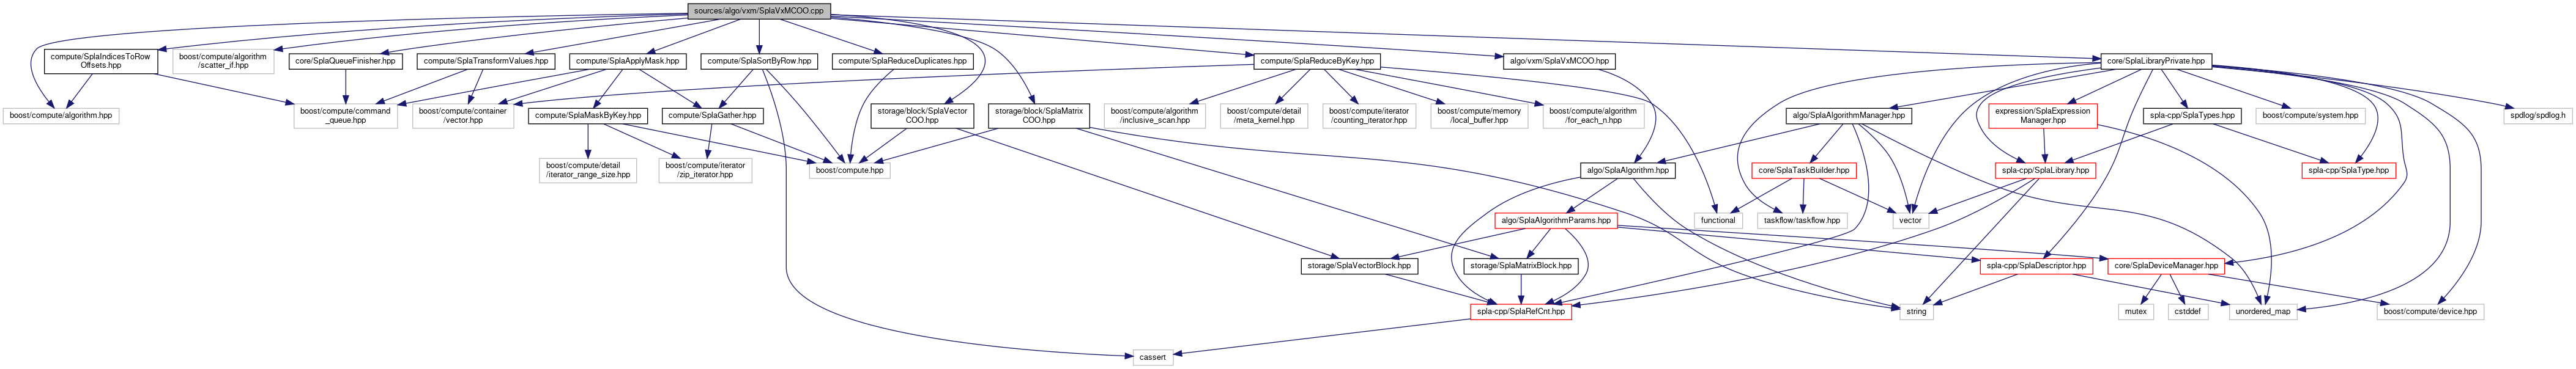 sources/algo/vxm/SplaVxMCOO.cpp
compute/SplaIndicesToRow
Offsets.hpp
boost/compute/algorithm
/scatter_if.hpp
core/SplaQueueFinisher.hpp
compute/SplaTransformValues.hpp
compute/SplaApplyMask.hpp
compute/SplaSortByRow.hpp
compute/SplaReduceDuplicates.hpp
compute/SplaReduceByKey.hpp
algo/vxm/SplaVxMCOO.hpp
core/SplaLibraryPrivate.hpp
boost/compute/algorithm.hpp
boost/compute/command
_queue.hpp
boost/compute/container
/vector.hpp
compute/SplaMaskByKey.hpp
compute/SplaGather.hpp
storage/block/SplaVector
COO.hpp
storage/block/SplaMatrix
COO.hpp
boost/compute/algorithm
/inclusive_scan.hpp
boost/compute/detail
/meta_kernel.hpp
boost/compute/iterator
/counting_iterator.hpp
boost/compute/memory
/local_buffer.hpp
boost/compute/algorithm
/for_each_n.hpp
algo/SplaAlgorithmManager.hpp
expression/SplaExpression
Manager.hpp
spla-cpp/SplaTypes.hpp
boost/compute/system.hpp
spdlog/spdlog.h
boost/compute/detail
/iterator_range_size.hpp
boost/compute/iterator
/zip_iterator.hpp
boost/compute.hpp
algo/SplaAlgorithm.hpp
core/SplaTaskBuilder.hpp
spla-cpp/SplaLibrary.hpp
spla-cpp/SplaType.hpp
algo/SplaAlgorithmParams.hpp
functional
taskflow/taskflow.hpp
vector
storage/SplaVectorBlock.hpp
storage/SplaMatrixBlock.hpp
spla-cpp/SplaDescriptor.hpp
core/SplaDeviceManager.hpp
spla-cpp/SplaRefCnt.hpp
string
mutex
cstddef
unordered_map
boost/compute/device.hpp
cassert